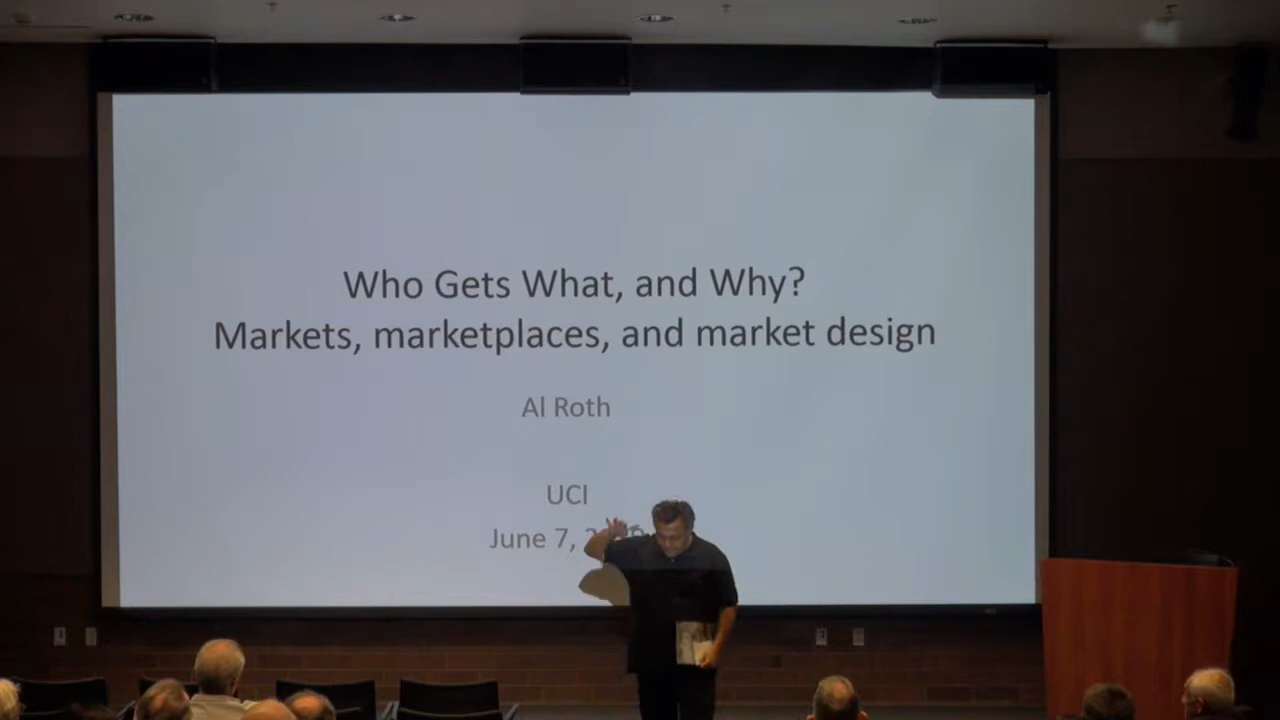 Who Gets What, and Why?
Markets, marketplaces, and market design
Al Roth
UCI
June 7,